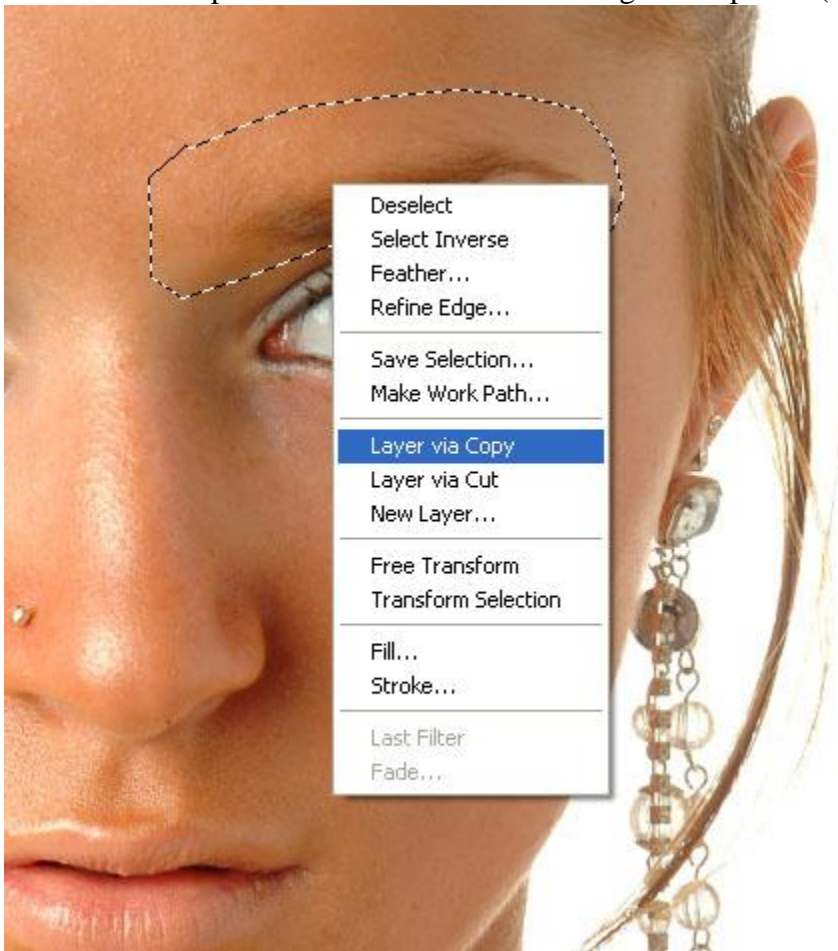 Deselect
Select Inverse
Feather...
Refine Edge...
Save Selection...
Make Work Path...
Layer via Copy
Layer via Cut
New Layer...
Free Transform
Transform Selection
Fill...
Stroke...
Last Filter
Fade...